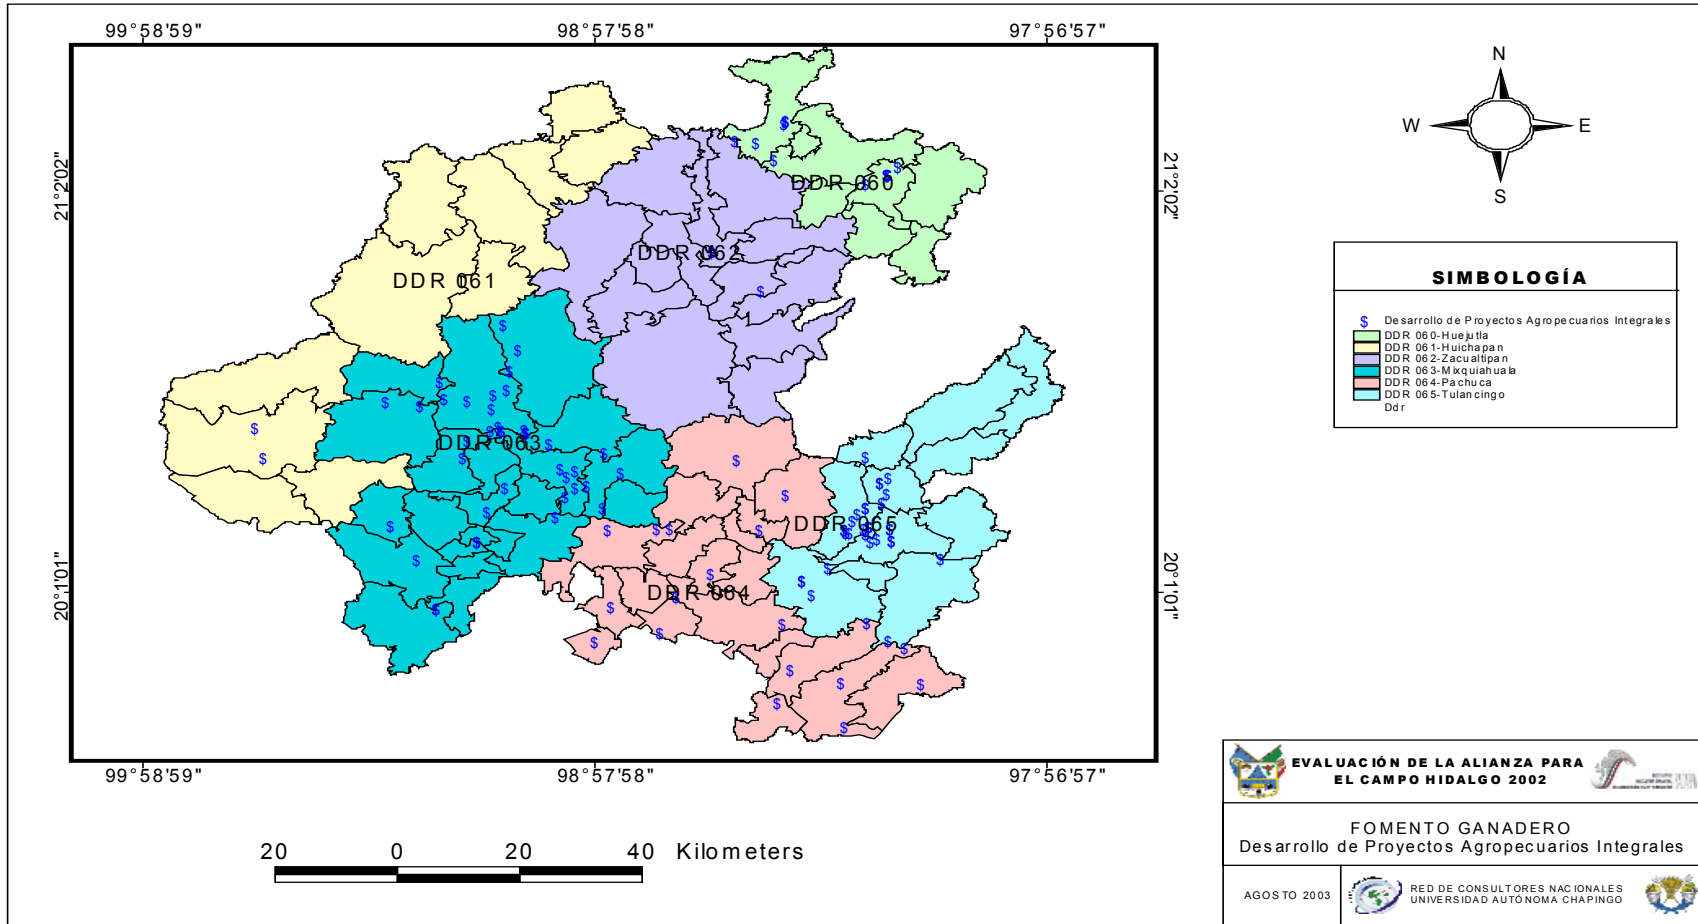 99°58'59" 98°57'58" 97°56'57"
N
W E
S
21°2'02" 21°2'02"
DDR 060
DDR 062
DDR 061
SIMBOLOGÍA
$ Desarrollo de Proyectos Agropecuarios Integrales
DDR 060-Huejutla
DDR 061-Huichapan
DDR 062-Zacualtipan
DDR 063-Mixquiahuala
DDR 064-Pachuca
DDR 065-Tulancingo
Ddr
DDR 063
DDR 065
DDR 064
20°11'01" 20°11'01"
99°58'59" 98°57'58" 97°56'57"
20 0 20 40 Kilometers
EVALUACIÓN DE LA ALIANZA PARA
EL CAMPO HIDALGO 2002
FOMENTO GANADERO
Desarrollo de Proyectos Agropecuarios Integrales
AGOSTO 2003
RED DE CONSULTORES NACIONALES
UNIVERSIDAD AUTÓNOMA CHAPINGO